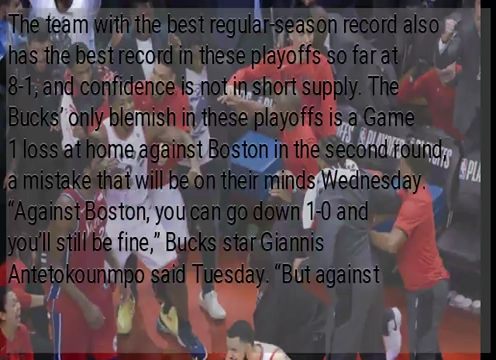 The team with the best regular-season record also
has the best record in these playoffs so far at
8-1, and confidence is not in short supply. The
Bucks’ only blemish in these playoffs is a Game
1 loss at home against Boston in the second round,
a mistake that will be on their minds Wednesday.
“Against Boston, you can go down 1-0 and
you’ll still be fine,” Bucks star Giannis
Antetokounmpo said Tuesday. “But against